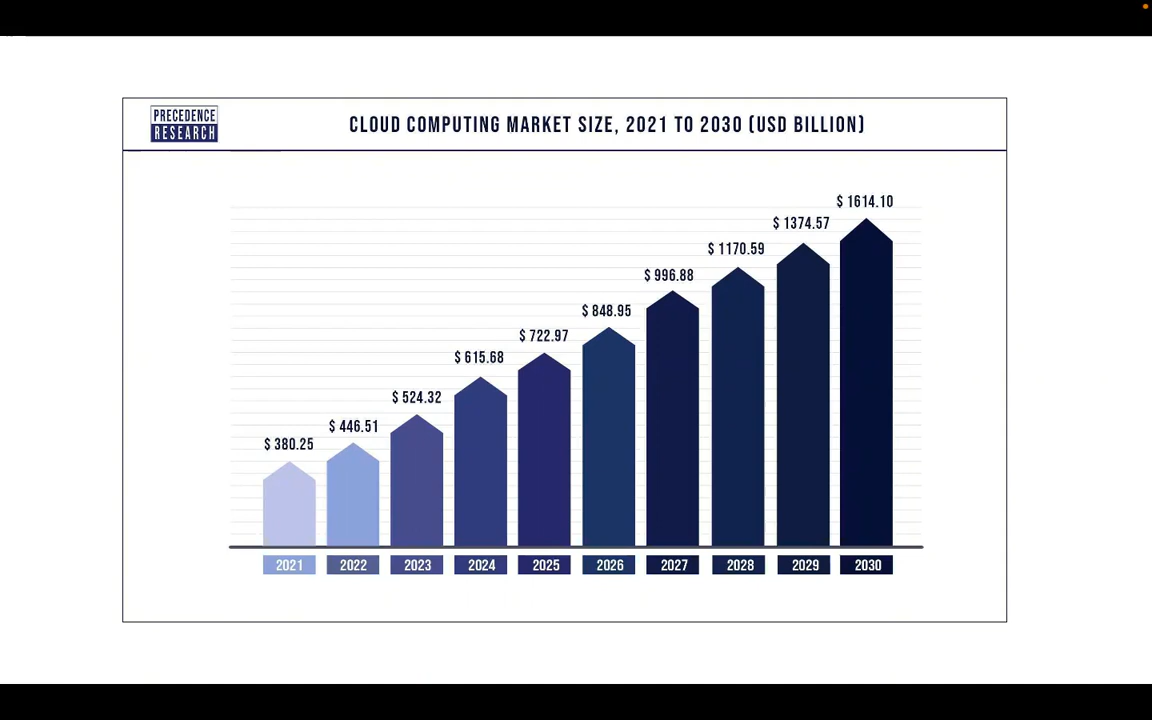 PRECEDENCE
RESEARCH
CLOUD COMPUTING MARKET SIZE, 2021 TO 2030 (USD BILLION)
$ 380.25
$ 446.51
$ 524.32
$ 615.68
$ 722.97
$ 848.95
$ 996.88
$ 1170.59
$ 1374.57
$ 1614.10
2021 2022 2023 2024 2025 2026 2027 2028 2029 2030